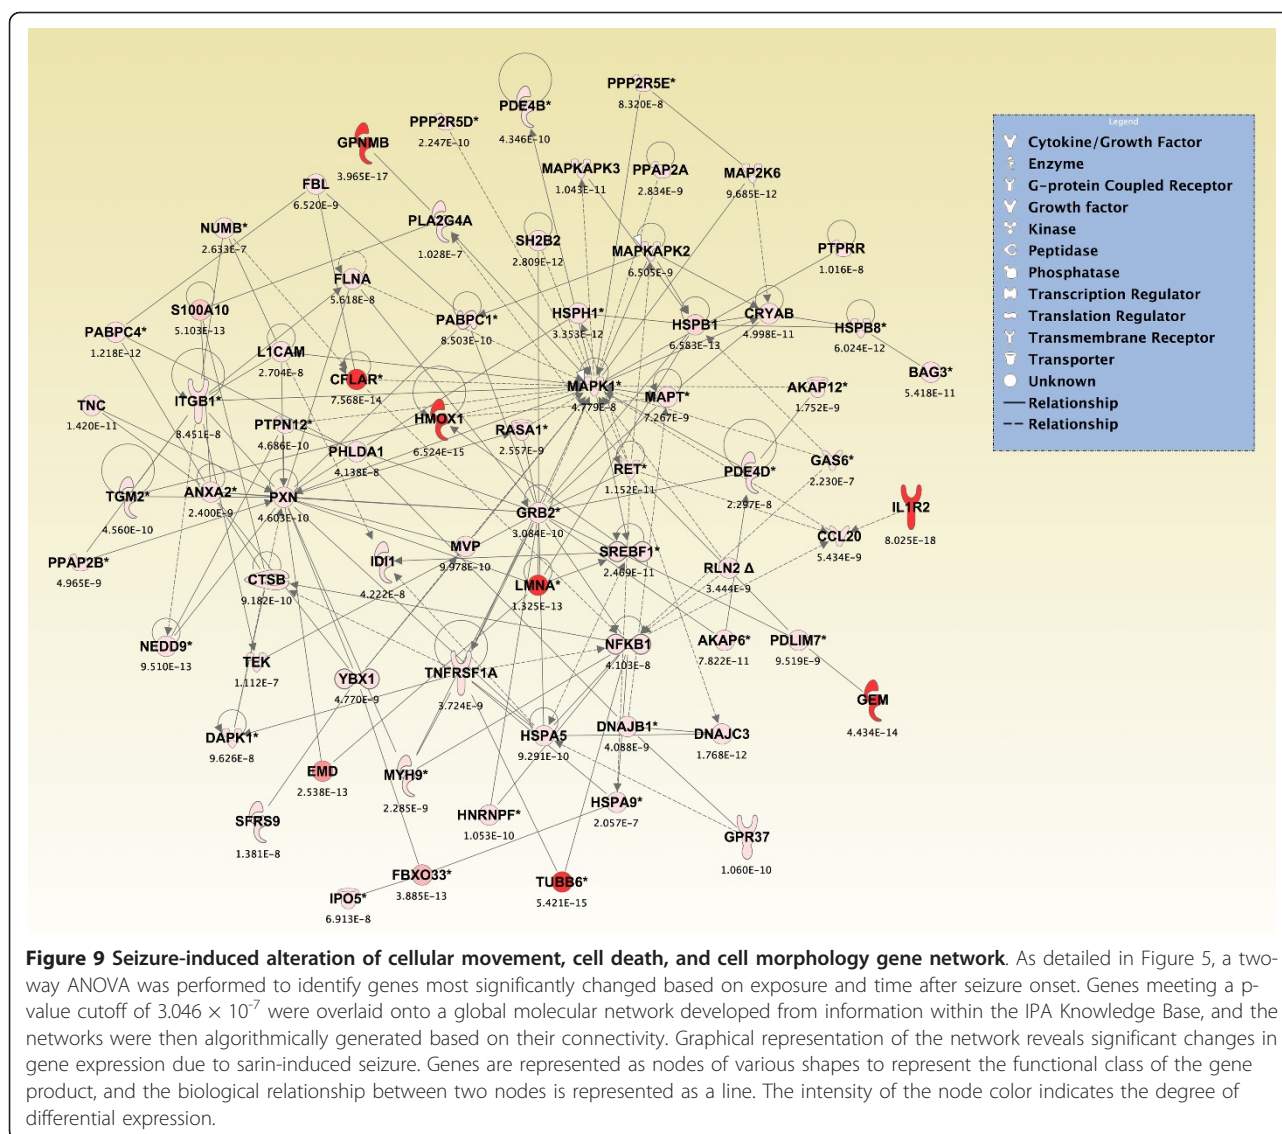 PDE4B*
4.346E-10
PPP2R5E*
8.320E-8
PPP2R5D*
2.247E-10
GPNMB
3.965E-17
MAPKAPK3
1.043E-11
PPAP2A
2.834E-9
MAP2K6
9.685E-12
FBL
6.520E-9
NUMB*
2.633E-7
PLA2G4A
1.028E-7
SH2B2
2.809E-12
MAPKAPK2
6.505E-9
PTPRR
1.016E-8
FLNA
5.618E-8
S100A10
5.103E-13
PABPC4*
1.218E-12
PABPC1*
8.503E-10
HSPH1*
3.353E-12
HSPB1
6.583E-13
CRYAB
4.998E-11
HSPB8*
6.024E-12
L1CAM
2.704E-8
CFLAR*
7.568E-14
MAPK1*
4.779E-8
MAPT*
7.267E-9
AKAP12*
1.752E-9
BAG3*
5.418E-11
TNC
1.420E-11
ITGB1*
8.451E-8
PTPN12*
4.686E-10
HMOX1
6.524E-15
RASA1*
2.557E-9
PHLDA1
4.138E-8
RET*
1.152E-11
PDE4D*
2.297E-8
GAS6*
2.230E-7
TGM2*
4.560E-10
ANXA2*
2.400E-9
PXN
4.603E-10
GRB2*
3.084E-10
IL1R2
8.025E-18
CCL20
5.434E-9
PPAP2B*
4.965E-9
CTSB
9.182E-10
IDI1
4.222E-8
MVP
9.978E-10
SREBF1*
2.469E-11
LMNA*
1.325E-13
RLN2 Δ
3.444E-9
NEDD9*
9.510E-13
TEK
1.112E-7
YBX1
4.770E-9
TNFRSF1A
3.724E-9
NFKB1
4.103E-8
AKAP6*
7.822E-11
PDLIM7*
9.519E-9
GEM
4.434E-14
DAPK1*
9.626E-8
HSPA5
9.291E-10
DNAJB1*
4.088E-9
DNAJC3
1.768E-12
EMD
2.538E-13
MYH9*
2.285E-9
HNRNPF*
1.053E-10
HSPA9*
2.057E-7
SFRS9
1.381E-8
GPR37
1.060E-10
FBXO33*
3.885E-13
IPO5*
6.913E-8
TUBB6*
5.421E-15
Legend
Cytokine/Growth Factor
Enzyme
G-protein Coupled Receptor
Growth factor
Kinase
Peptidase
Phosphatase
Transcription Regulator
Translation Regulator
Transmembrane Receptor
Transporter
Unknown
Relationship
Relationship
Figure 9 Seizure-induced alteration of cellular movement, cell death, and cell morphology gene network. As detailed in Figure 5, a two-
way ANOVA was performed to identify genes most significantly changed based on exposure and time after seizure onset. Genes meeting a p-
value cutoff of 3.046 × 10-7 were overlaid onto a global molecular network developed from information within the IPA Knowledge Base, and the
networks were then algorithmically generated based on their connectivity. Graphical representation of the network reveals significant changes in
gene expression due to sarin-induced seizure. Genes are represented as nodes of various shapes to represent the functional class of the gene
product, and the biological relationship between two nodes is represented as a line. The intensity of the node color indicates the degree of
differential expression.